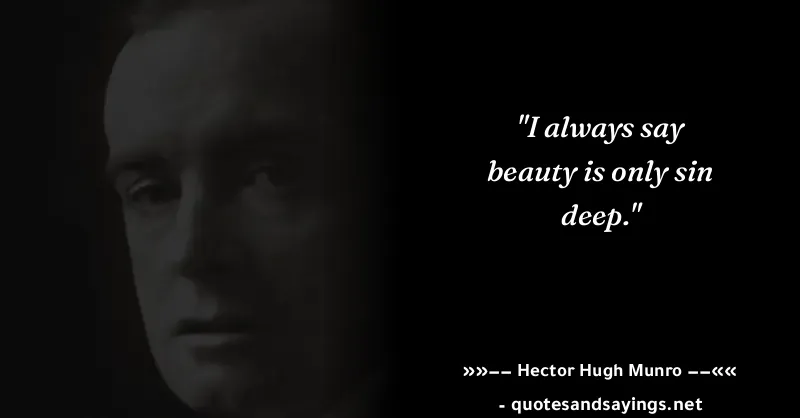 "I always say
beauty is only sin
deep."
»»−− Hector Hugh Munro −−««
- quotesandsayings.net